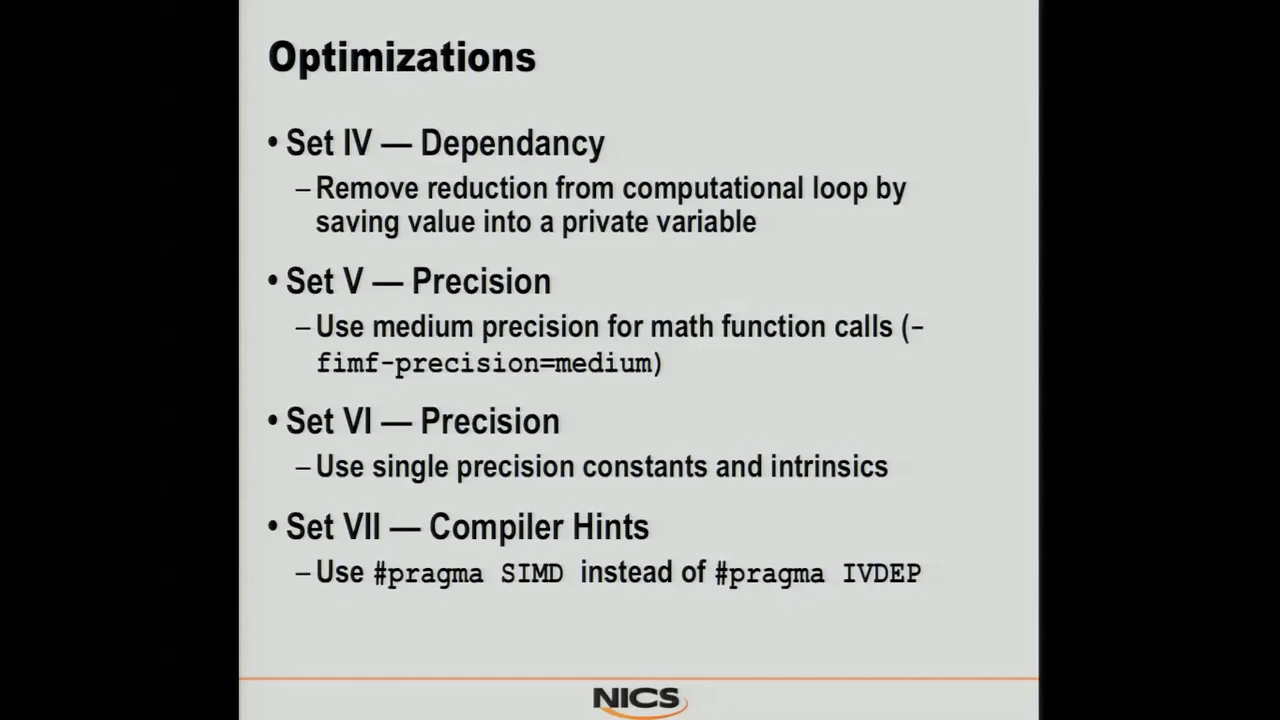 Optimizations
• Set IV — Dependancy
– Remove reduction from computational loop by
saving value into a private variable
• Set V — Precision
– Use medium precision for math function calls (-
fimf-precision=medium)
• Set VI — Precision
– Use single precision constants and intrinsics
• Set VII — Compiler Hints
– Use #pragma SIMD instead of #pragma IVDEP
NICS